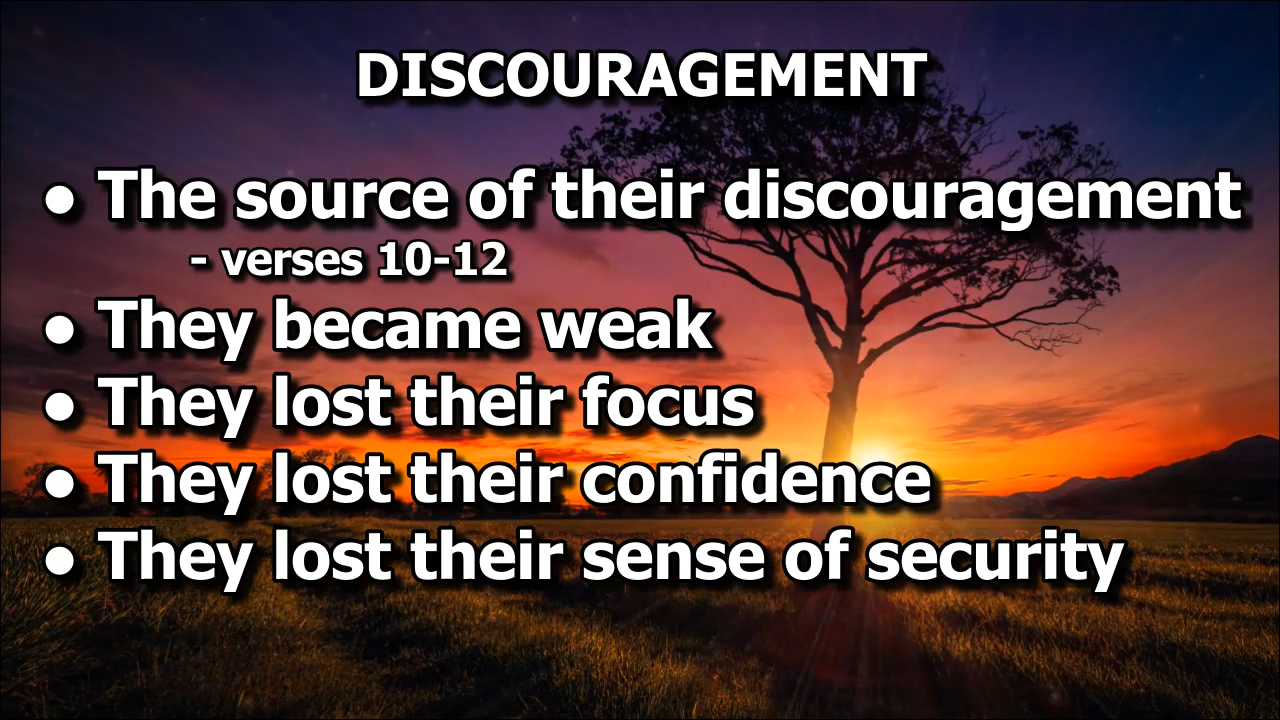 DISCOURAGEMENT
● The source of their discouragement
- verses 10-12
● They became weak
● They lost their focus
● They lost their confidence
● They lost their sense of security